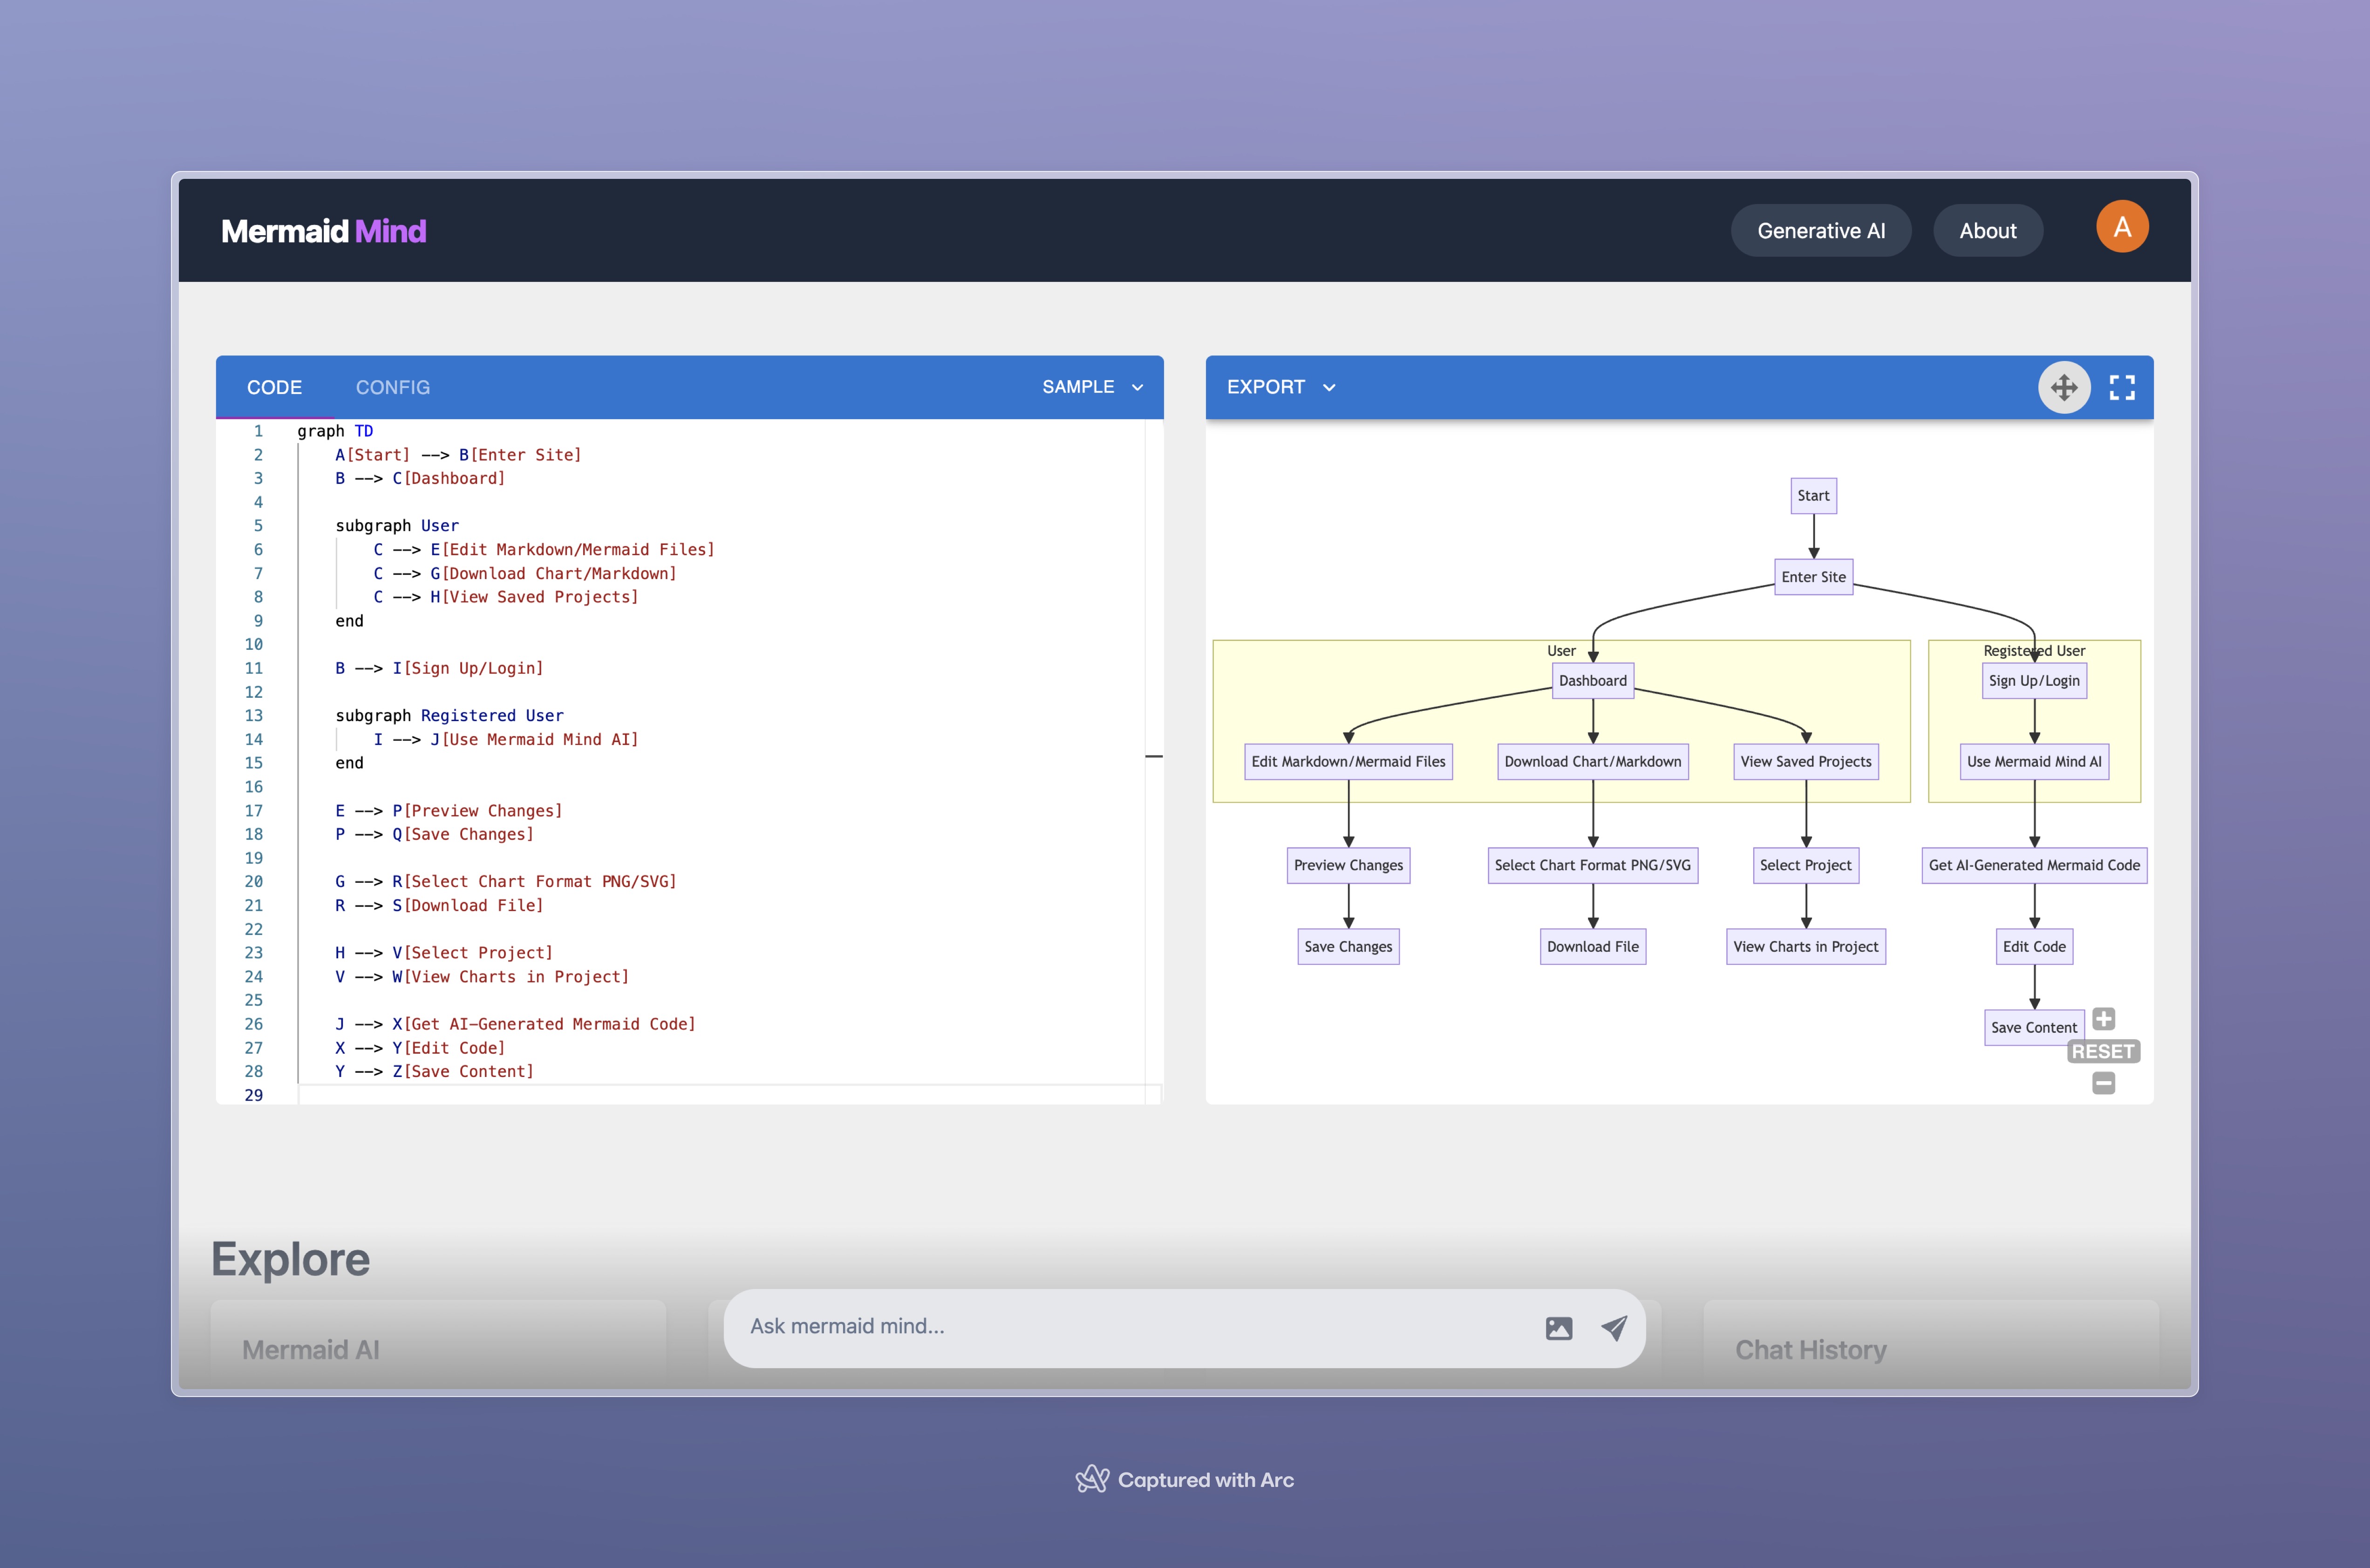 Mermaid Mind
Generative AI
About
A
CODE
CONFIG
SAMPLE
1 graph TD
2 A[Start] --> B[Enter Site]
3 B --> C[Dashboard]
4
5 subgraph User
6 C --> E[Edit Markdown/Mermaid Files]
7 C --> G[Download Chart/Markdown]
8 C --> H[View Saved Projects]
9 end
10
11 B --> I[Sign Up/Login]
12
13 subgraph Registered User
14 I --> J[Use Mermaid Mind AI]
15 end
16
17 E --> P[Preview Changes]
18 P --> Q[Save Changes]
19
20 G --> R[Select Chart Format PNG/SVG]
21 R --> S[Download File]
22
23 H --> V[Select Project]
24 V --> W[View Charts in Project]
25
26 J --> X[Get AI-Generated Mermaid Code]
27 X --> Y[Edit Code]
28 Y --> Z[Save Content]
29
EXPORT
Start
Enter Site
User
Registered User
Dashboard
Sign Up/Login
Edit Markdown/Mermaid Files
Download Chart/Markdown
View Saved Projects
Use Mermaid Mind AI
Preview Changes
Select Chart Format PNG/SVG
Select Project
Get AI-Generated Mermaid Code
Save Changes
Download File
View Charts in Project
Edit Code
Save Content
RESET
Explore
Mermaid AI
Ask mermaid mind...
Chat History
Captured with Arc